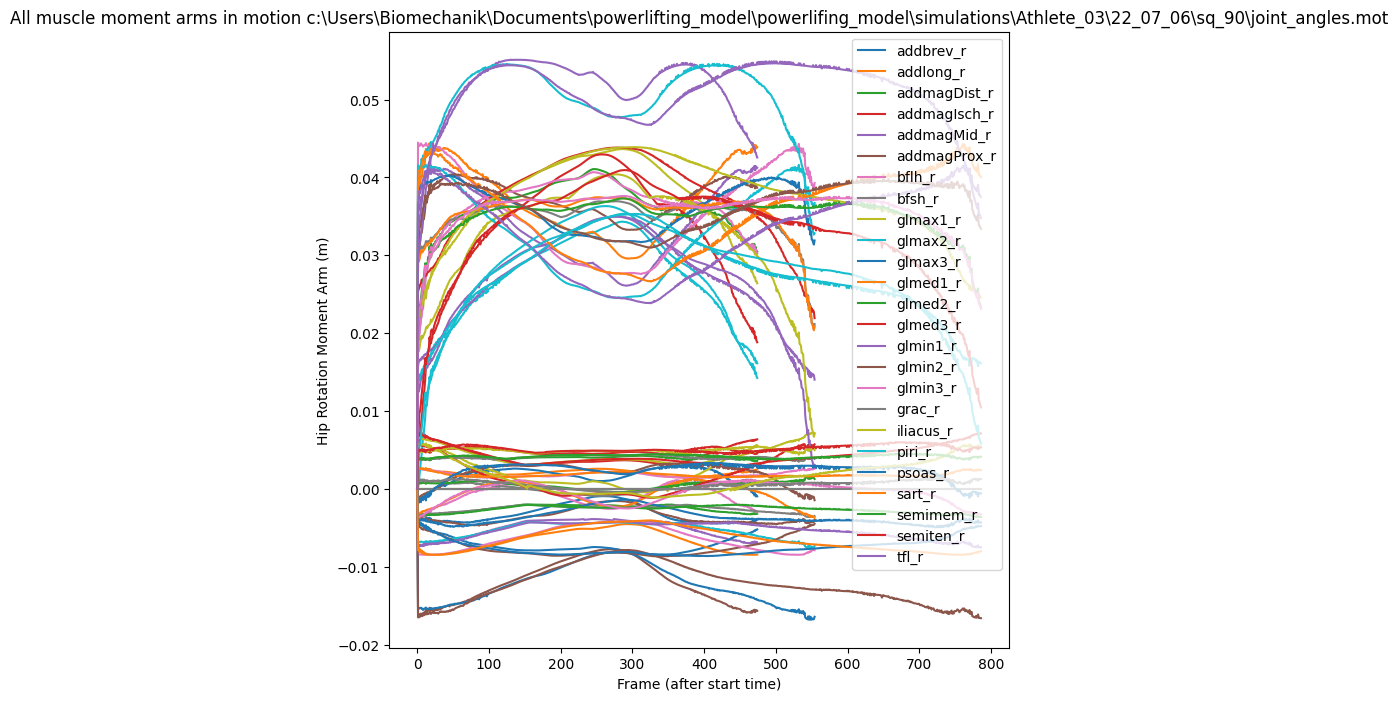 All muscle moment arms in motion c:\Users\Biomechanik\Documents\powerlifting_model\powerlifing_model\simulations\Athlete_03\22_07_06\sq_90\joint_angles.mot
addbrev_r
addlong_r
addmagDist_r
addmagIsch_r
addmagMid_r
addmagProx_r
bflh_r
bfsh_r
glmax1_r
glmax2_r
glmax3_r
glmed1_r
glmed2_r
glmed3_r
glmin1_r
glmin2_r
glmin3_r
grac_r
iliacus_r
piri_r
psoas_r
sart_r
semimem_r
semiten_r
tfl_r
Hip Rotation Moment Arm (m)
0.05
0.04
0.03
0.02
0.01
0.00
−0.01
−0.02
0 100 200 300 400 500 600 700 800
Frame (after start time)